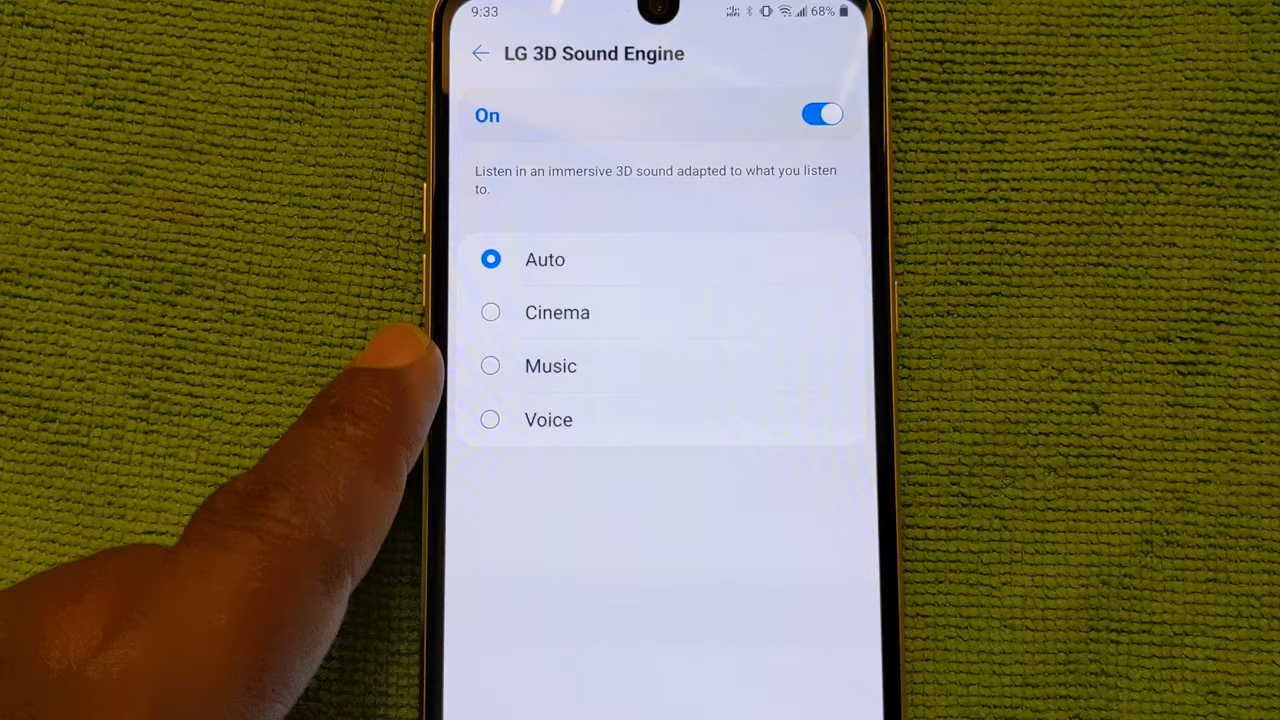 9:33
68%
LG 3D Sound Engine
On
Listen in an immersive 3D sound adapted to what you listen
to.
Auto
Cinema
Music
Voice